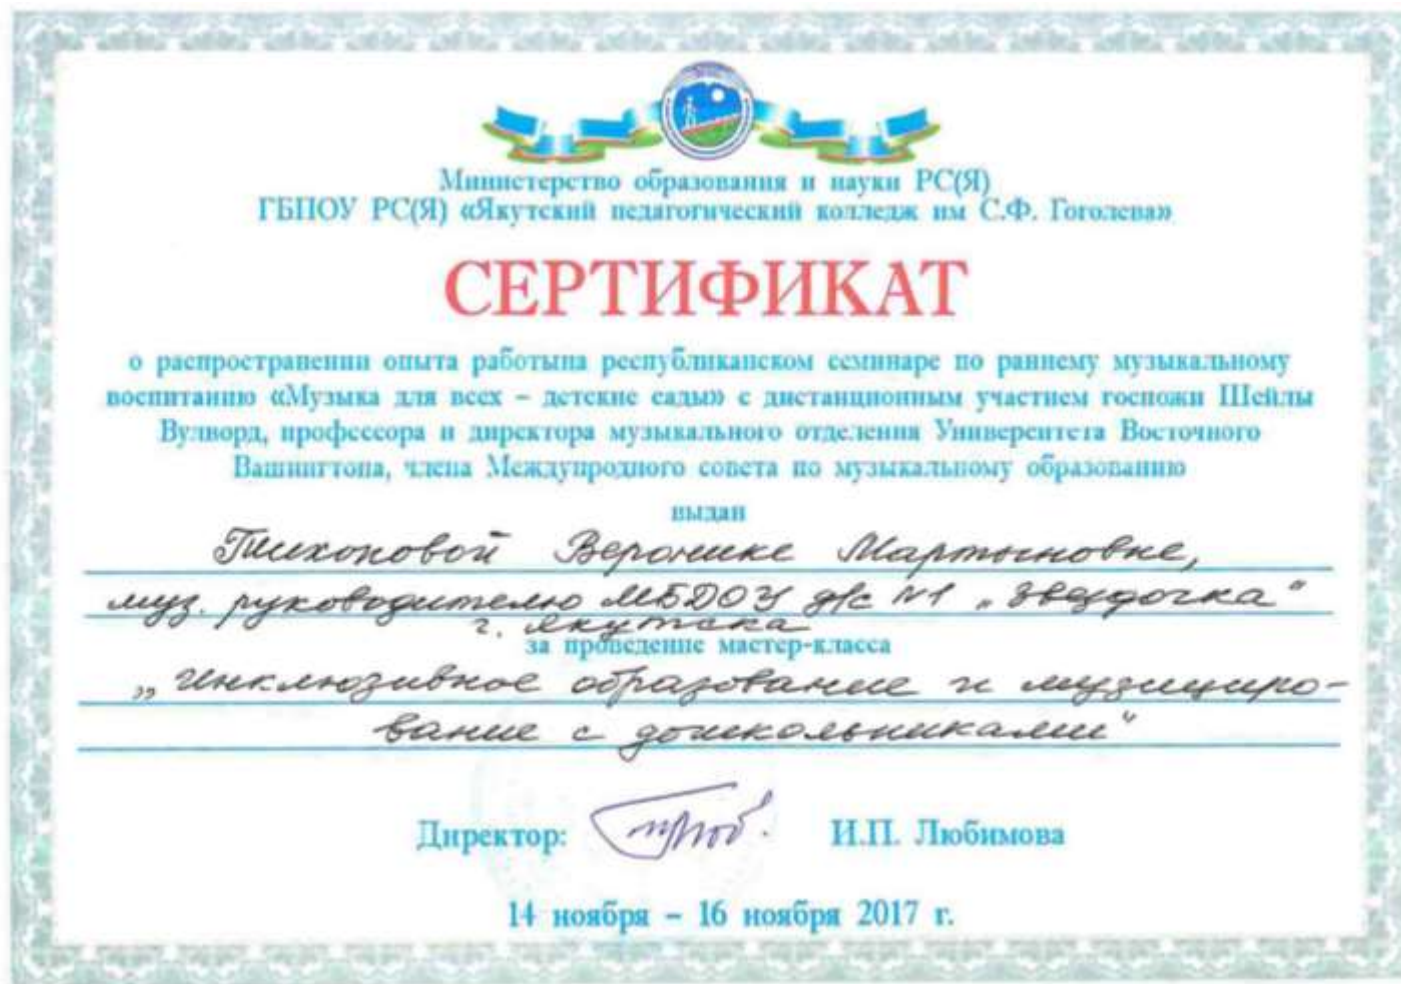 Министерство образования и науки РС(Я)
ГБПОУ РС(Я) «Якутский педагогический колледж им С.Ф. Гоголева»
СЕРТИФИКАТ
о распространении опыта работына республиканском семинаре по раннему музыкальному
воспитанию «Музыка для всех – детские сады» с дистанционным участием госпожи Шейлы
Вулворд, профессора и директора музыкального отделения Университета Восточного
Вашингтона, члена Междупродного совета по музыкальному образованию
выдан
Тихоновой Веронике Мартыновне,
муз. руководителю МБДОУ д/с №1 „Звездочка“
г. Якутска
за проведение мастер-класса
„Инклюзивное образование и музициро-
вание с дошкольниками“
Директор: И.П. Любимова
14 ноября – 16 ноября 2017 г.